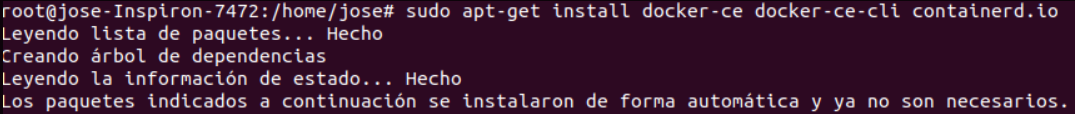 root@jose-Inspiron-7472:/home/jose# sudo apt-get install docker-ce docker-ce-cli containerd.io
Leyendo lista de paquetes... Hecho
Creando árbol de dependencias
Leyendo la información de estado... Hecho
Los paquetes indicados a continuación se instalaron de forma automática y ya no son necesarios.